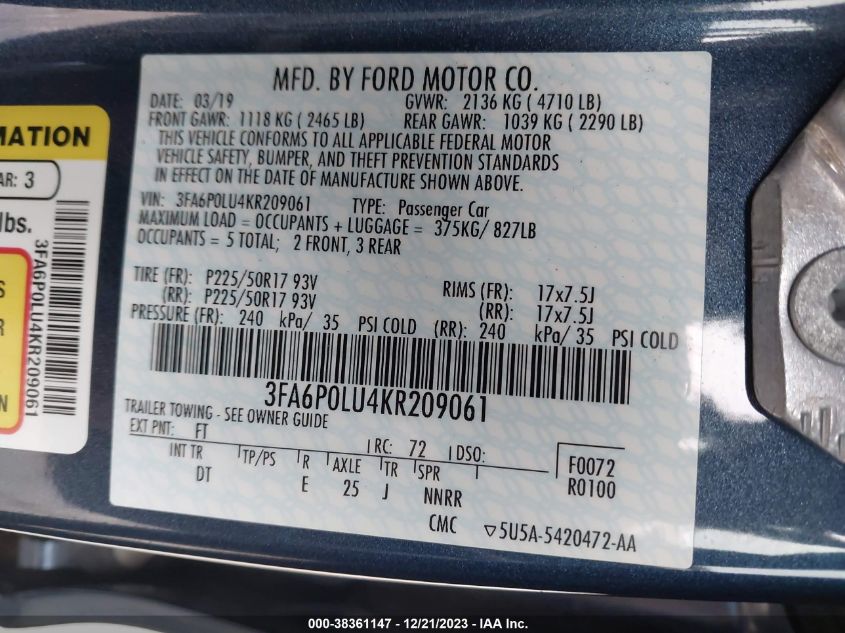 MFD. BY FORD MOTOR CO.
DATE: 03/19 GVWR: 2136 KG ( 4710 LB)
FRONT GAWR: 1118 KG ( 2465 LB) REAR GAWR: 1039 KG ( 2290 LB)
THIS VEHICLE CONFORMS TO ALL APPLICABLE FEDERAL MOTOR
VEHICLE SAFETY, BUMPER, AND THEFT PREVENTION STANDARDS
IN EFFECT ON THE DATE OF MANUFACTURE SHOWN ABOVE.
VIN: 3FA6P0LU4KR209061 TYPE: Passenger Car
MAXIMUM LOAD = OCCUPANTS + LUGGAGE = 375KG/ 827LB
OCCUPANTS = 5 TOTAL; 2 FRONT, 3 REAR
TIRE (FR): P225/50R17 93V RIMS (FR): 17x7.5J
(RR): P225/50R17 93V (RR): 17x7.5J
PRESSURE (FR): 240 kPa/ 35 PSI COLD (RR): 240 kPa/ 35 PSI COLD
3FA6P0LU4KR209061
TRAILER TOWING - SEE OWNER GUIDE
EXT PNT: FT RC: 72 DSO:
INT TR TP/PS R AXLE TR SPR
DT E 25 J NNRR
F0072
R0100
CMC ▽5U5A-5420472-AA
MATION
AR: 3
lbs.
3FA6P0LU4KR209061
S
ER
N
000-38361147 - 12/21/2023 - IAA Inc.